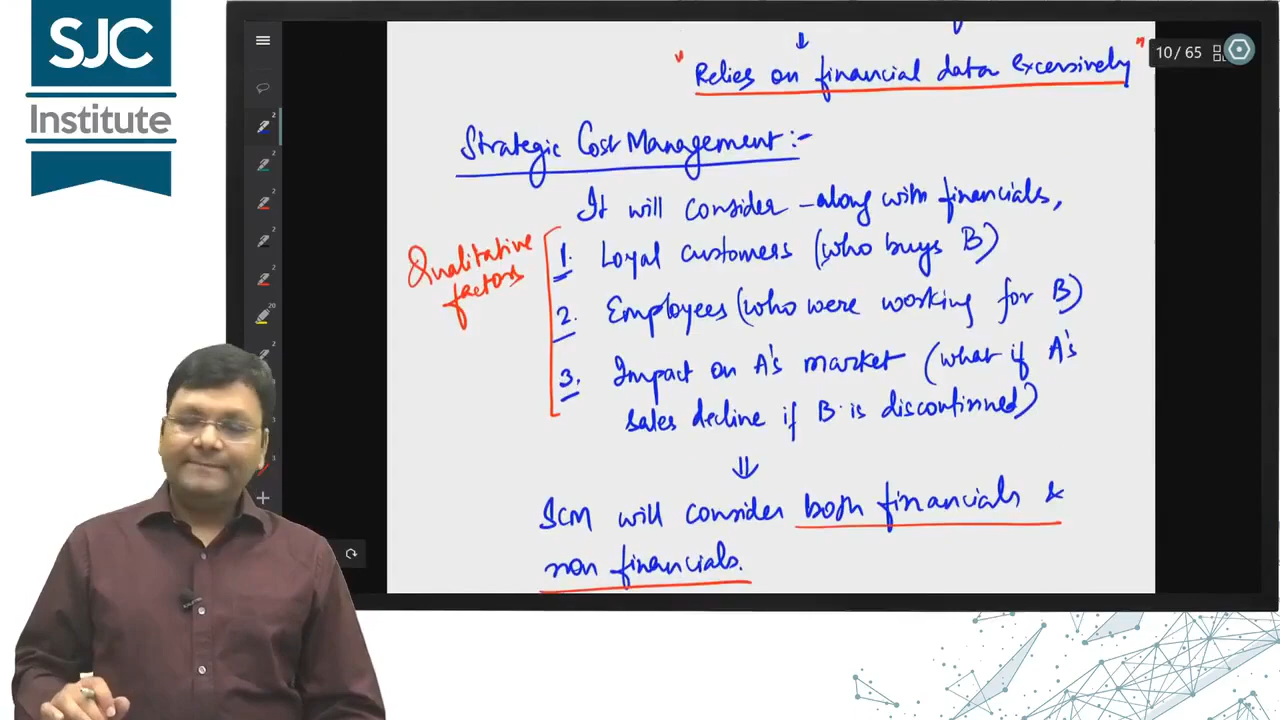 SJC
Institute
10 / 65
"Relies on financial data excessively"
Strategic Cost Management :-
It will consider - along with financials,
Qualitative
factors
1. Loyal customers (who buys B)
2. Employees (who were working for B)
3. Impact on A's market (what if A's
sales decline if B is discontinued)
⇓
SCM will consider both financials &
non financials.